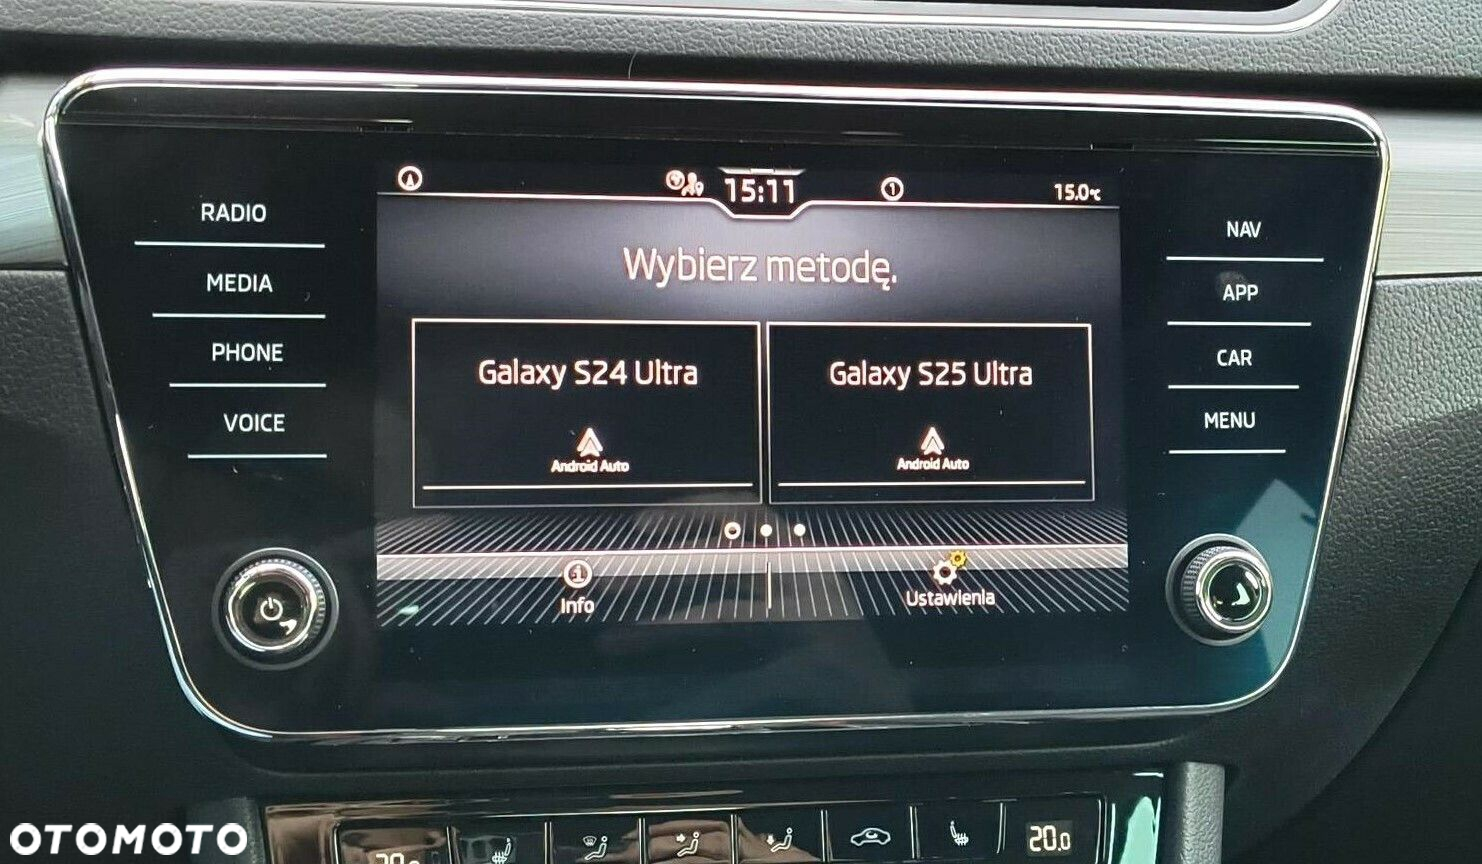 15:11
1
15.0°C
RADIO
MEDIA
PHONE
VOICE
Wybierz metodę.
Galaxy S24 Ultra
Android Auto
Galaxy S25 Ultra
Android Auto
Info
Ustawienia
NAV
APP
CAR
MENU
20.0
OTOMOTO